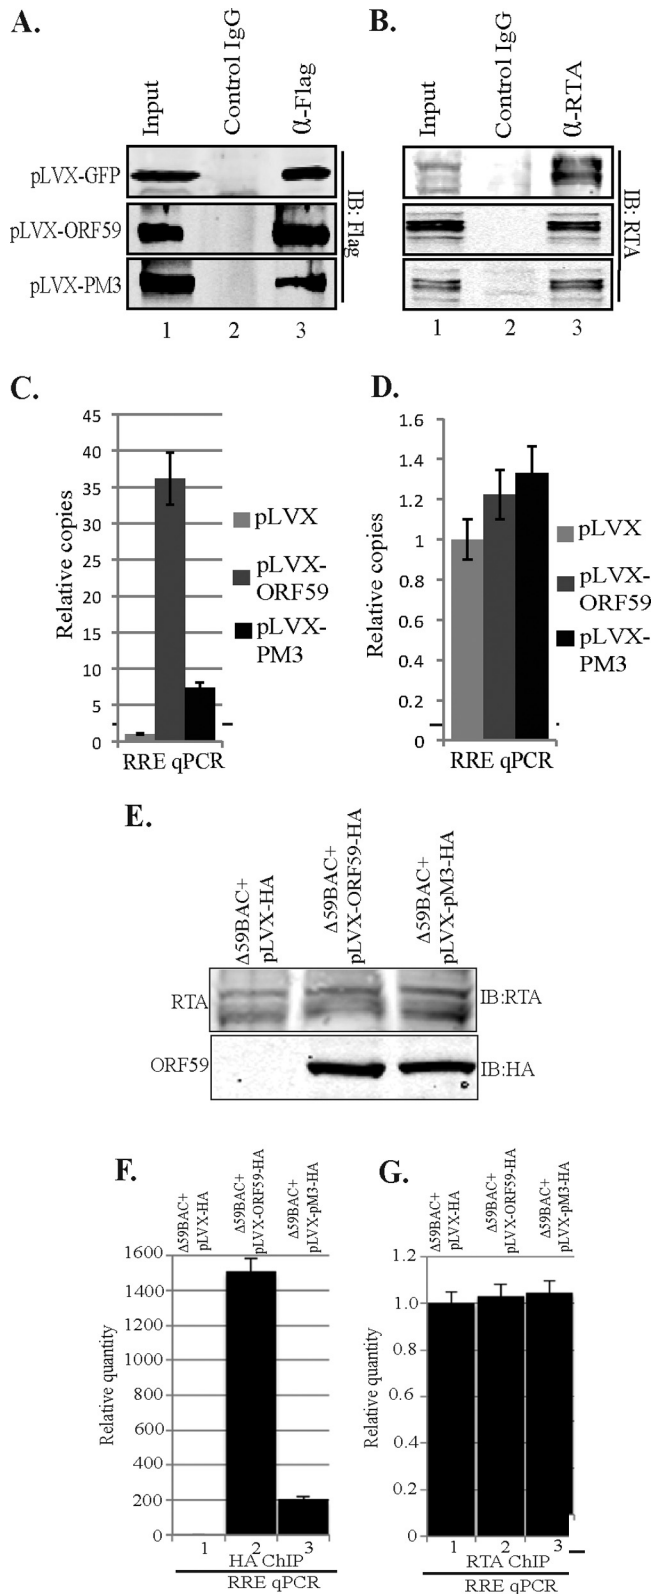 A.
Input
Control IgG
α-Flag
pLVX-GFP
pLVX-ORF59
pLVX-PM3
IB: Flag
1 2 3
B.
Input
Control IgG
α-RTA
IB: RTA
1 2 3
C.
Relative copies
45
40
35
30
25
20
15
10
5
0
RRE qPCR
pLVX
pLVX-
ORF59
pLVX-
PM3
D.
Relative copies
1.6
1.4
1.2
1
0.8
0.6
0.4
0.2
0
RRE qPCR
pLVX
pLVX-
ORF59
pLVX-
PM3
E.
Δ59BAC+
pLVX-HA
Δ59BAC+
pLVX-ORF59-HA
Δ59BAC+
pLVX-pM3-HA
RTA
IB:RTA
ORF59
IB:HA
F.
Δ59BAC+
pLVX-HA
Δ59BAC+
pLVX-ORF59-HA
Δ59BAC+
pLVX-pM3-HA
Relative quantity
1600
1400
1200
1000
800
600
400
200
0
1 2 3
HA ChIP
RRE qPCR
G.
Δ59BAC+
pLVX-HA
Δ59BAC+
pLVX-ORF59-HA
Δ59BAC+
pLVX-pM3-HA
Relative quantity
1.2
1.0
0.8
0.6
0.4
0.2
0
1 2 3
RTA ChIP
RRE qPCR